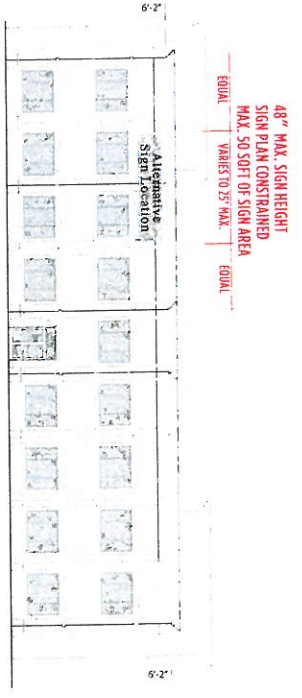 48" MAX. SIGN HEIGHT
SIGN PLAN CONSTRAINED
MAX. 50 SQFT OF SIGN AREA
EQUAL VARIES TO 25' MAX. EQUAL
Alternative
Sign Location
6'-2"
6'-2"